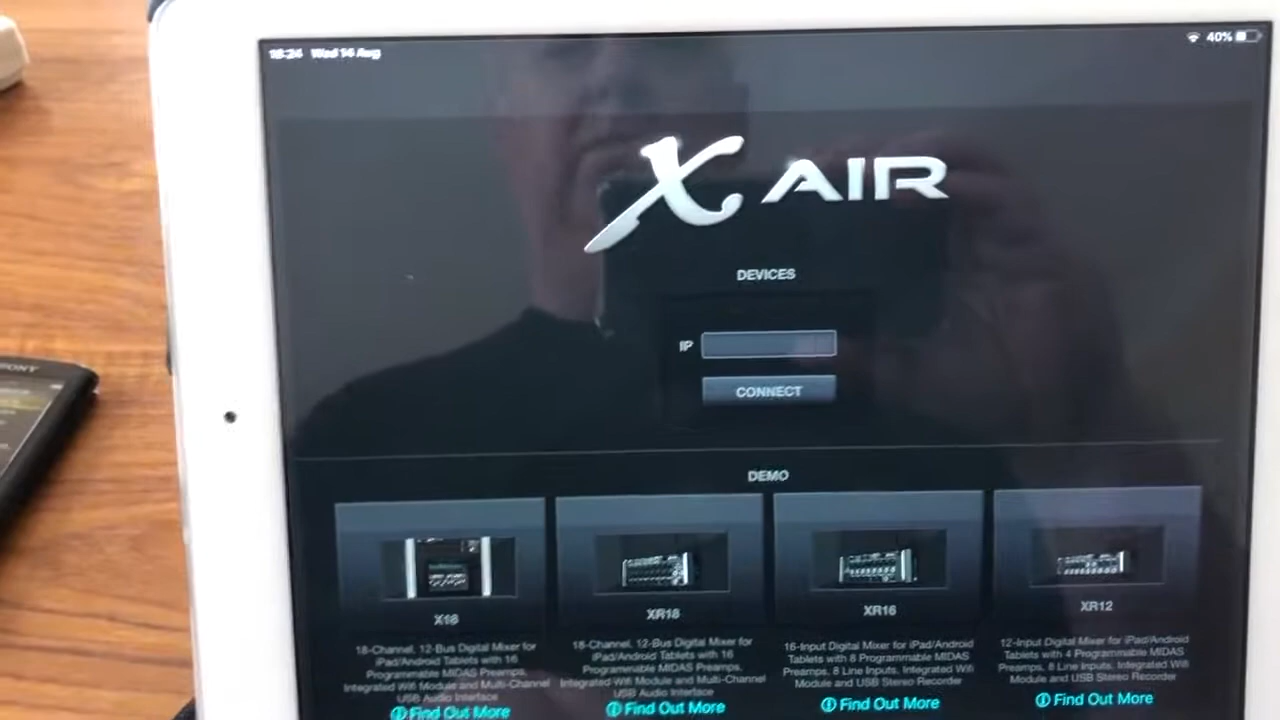 18:24 Wed 14 Aug
40%
X AIR
DEVICES
IP
CONNECT
DEMO
X18
XR18
XR16
XR12
18-Channel, 12-Bus Digital Mixer for
iPad/Android Tablets with 16
Programmable MIDAS Preamps,
Integrated Wifi Module and Multi-Channel
USB Audio Interface
18-Channel, 12-Bus Digital Mixer for
iPad/Android Tablets with 16
Programmable MIDAS Preamps,
Integrated Wifi Module and Multi-Channel
USB Audio Interface
16-Input Digital Mixer for iPad/Android
Tablets with 8 Programmable MIDAS
Preamps, 8 Line Inputs, Integrated Wifi
Module and USB Stereo Recorder
12-Input Digital Mixer for iPad/Android
Tablets with 4 Programmable MIDAS
Preamps, 8 Line Inputs, Integrated Wifi
Module and USB Stereo Recorder
Find Out More
Find Out More
Find Out More
Find Out More
SONY